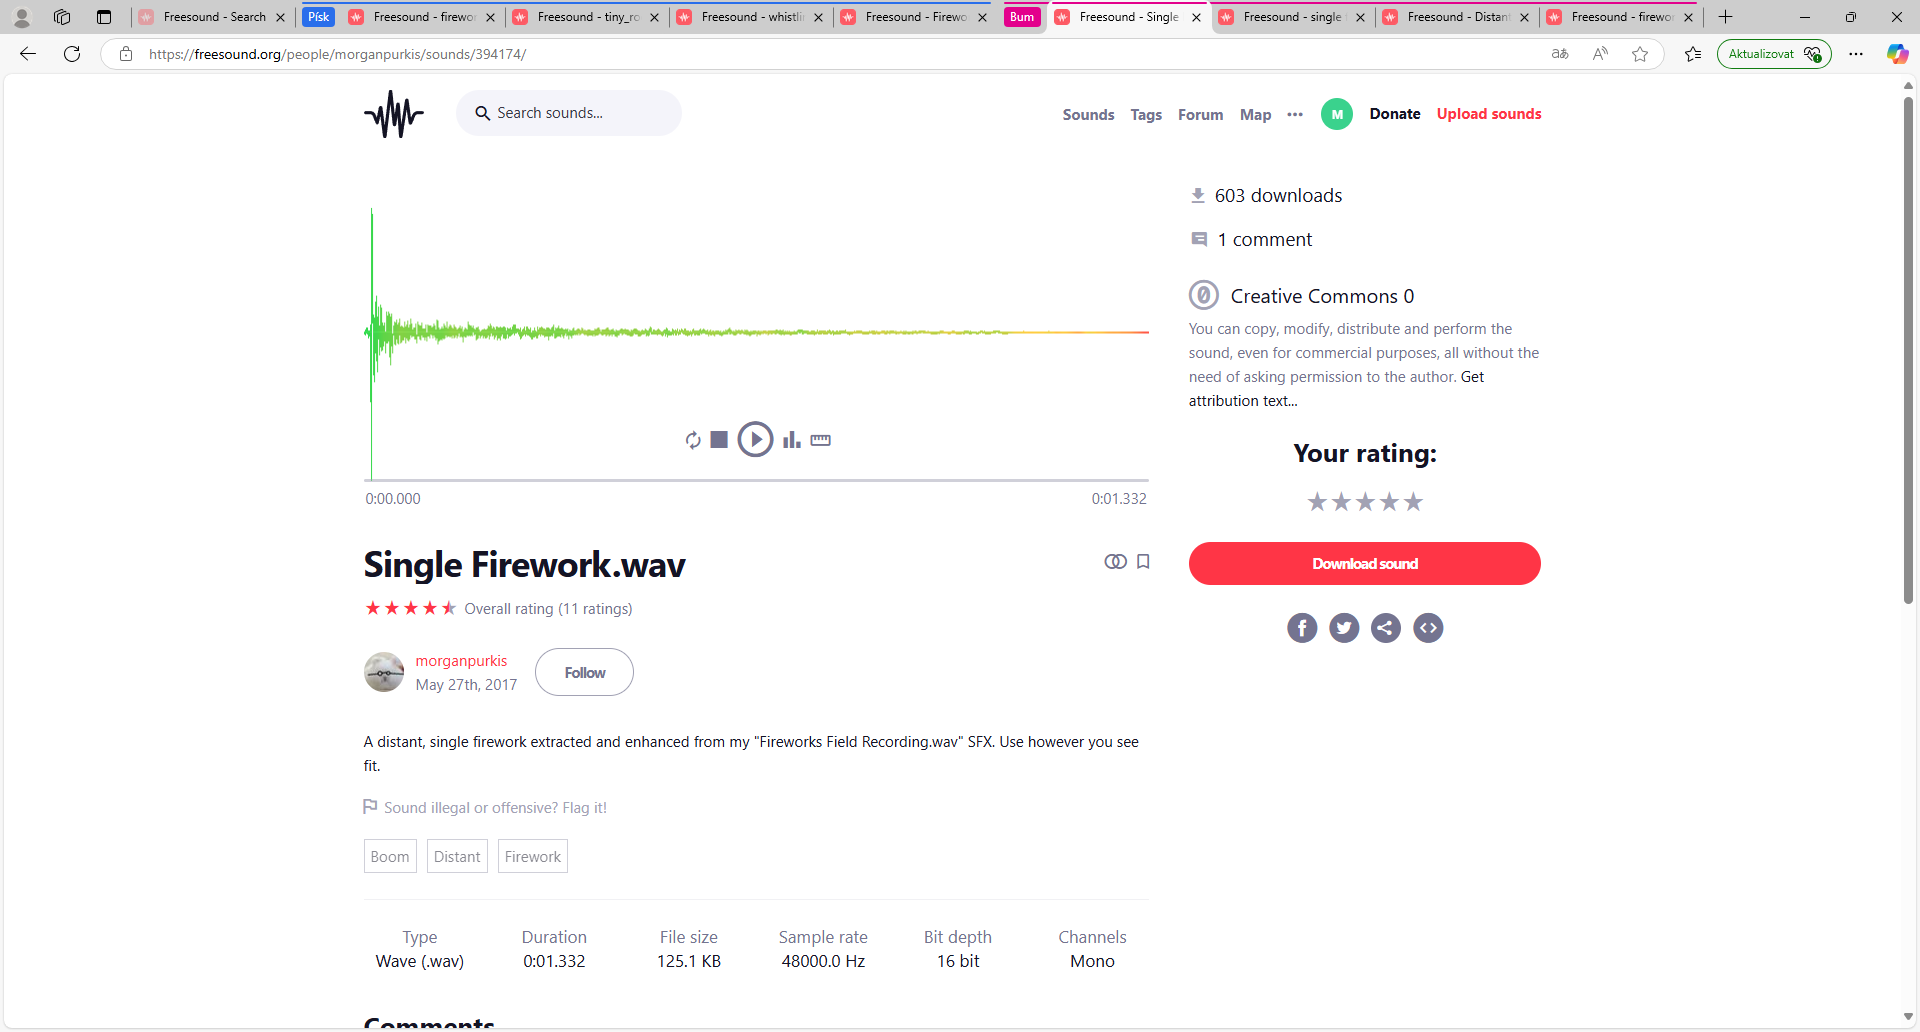 Freesound - Search
Písk
Freesound - firewor
Freesound - tiny_ro
Freesound - whistlin
Freesound - Firewo
Bum
Freesound - Single
Freesound - single f
Freesound - Distant
Freesound - firewor
https://freesound.org/people/morganpurkis/sounds/394174/
Aktualizovat
Search sounds...
Sounds
Tags
Forum
Map
M
Donate
Upload sounds
603 downloads
1 comment
Creative Commons 0
You can copy, modify, distribute and perform the
sound, even for commercial purposes, all without the
need of asking permission to the author. Get
attribution text...
0:00.000
0:01.332
Your rating:
Download sound
Single Firewook.wav
Overall rating (11 ratings)
morganpurkis
May 27th, 2017
Follow
A distant, single firework extracted and enhanced from my "Fireworks Field Recording.wav" SFX. Use however you see
fit.
Sound illegal or offensive? Flag it!
Boom
Distant
Firework
Type
Duration
File size
Sample rate
Bit depth
Channels
Wave (.wav)
0:01.332
125.1 KB
48000.0 Hz
16 bit
Mono
Comments